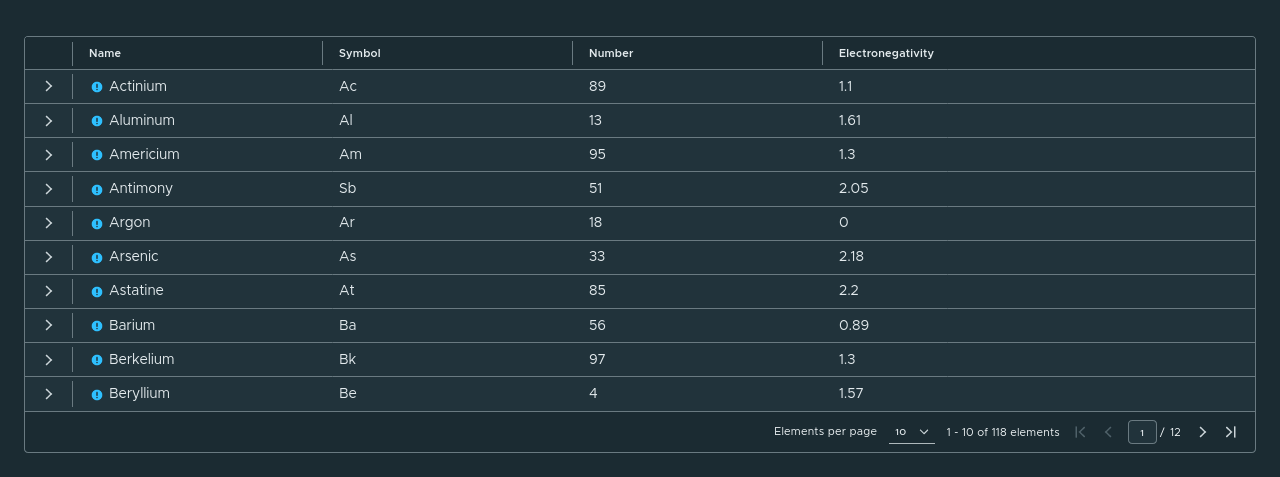 Name Symbol Number Electronegativity
Actinium Ac 89 1.1
Aluminum Al 13 1.61
Americium Am 95 1.3
Antimony Sb 51 2.05
Argon Ar 18 0
Arsenic As 33 2.18
Astatine At 85 2.2
Barium Ba 56 0.89
Berkelium Bk 97 1.3
Beryllium Be 4 1.57
Elements per page 10 1 - 10 of 118 elements 1 / 12